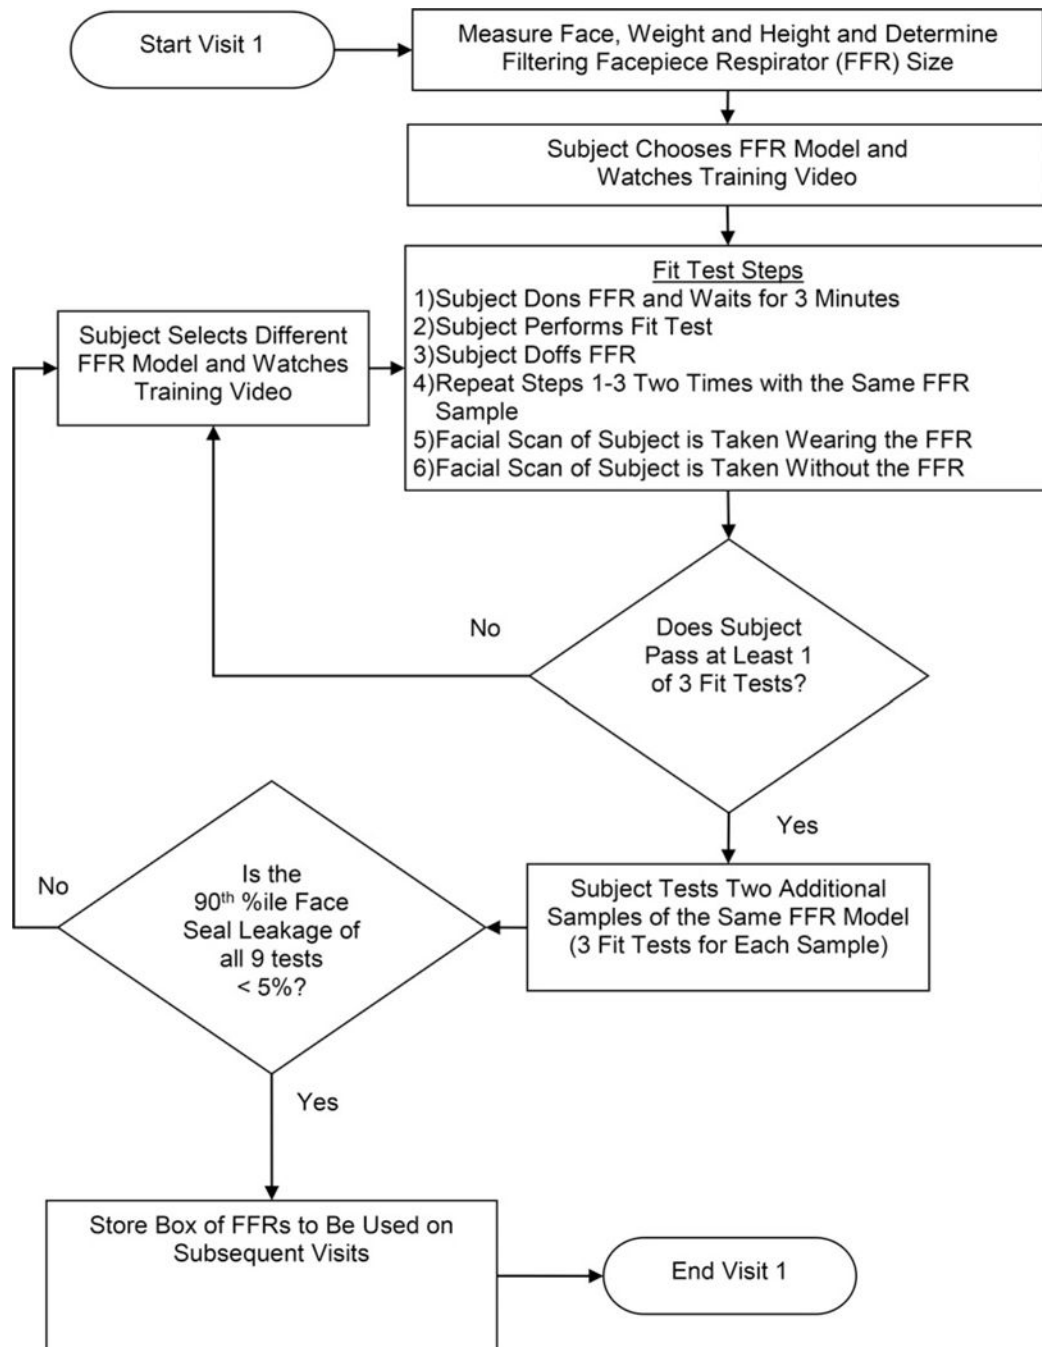 Start Visit 1
Measure Face, Weight and Height and Determine
Filtering Facepiece Respirator (FFR) Size
Subject Chooses FFR Model and
Watches Training Video
Fit Test Steps
1)Subject Dons FFR and Waits for 3 Minutes
2)Subject Performs Fit Test
3)Subject Doffs FFR
4)Repeat Steps 1-3 Two Times with the Same FFR
Sample
5)Facial Scan of Subject is Taken Wearing the FFR
6)Facial Scan of Subject is Taken Without the FFR
Subject Selects Different
FFR Model and Watches
Training Video
No
Does Subject
Pass at Least 1
of 3 Fit Tests?
Yes
Subject Tests Two Additional
Samples of the Same FFR Model
(3 Fit Tests for Each Sample)
No
Is the
90th %ile Face
Seal Leakage of
all 9 tests
< 5%?
Yes
Store Box of FFRs to Be Used on
Subsequent Visits
End Visit 1